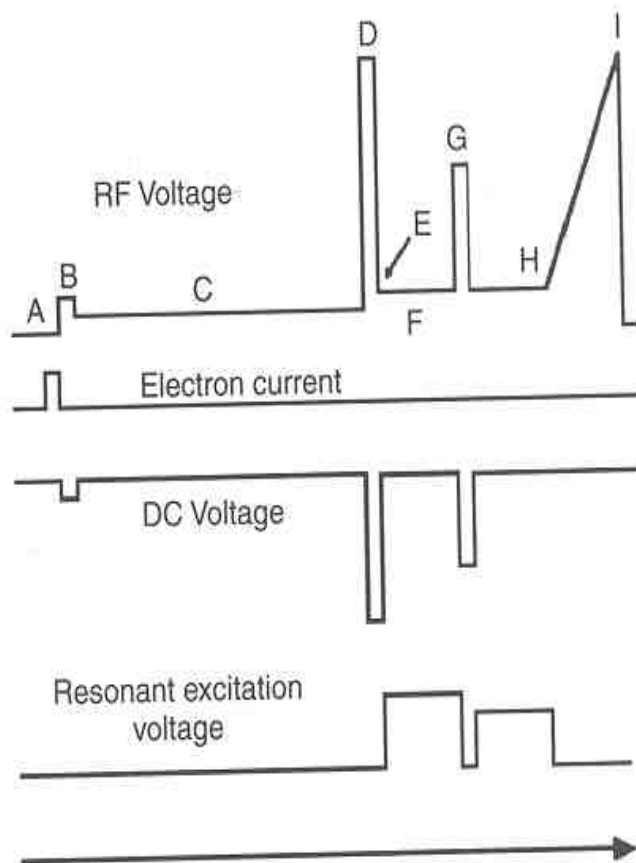 I
D
G
RF Voltage
E
H
B
C
A
F
Electron current
DC Voltage
Resonant excitation
voltage